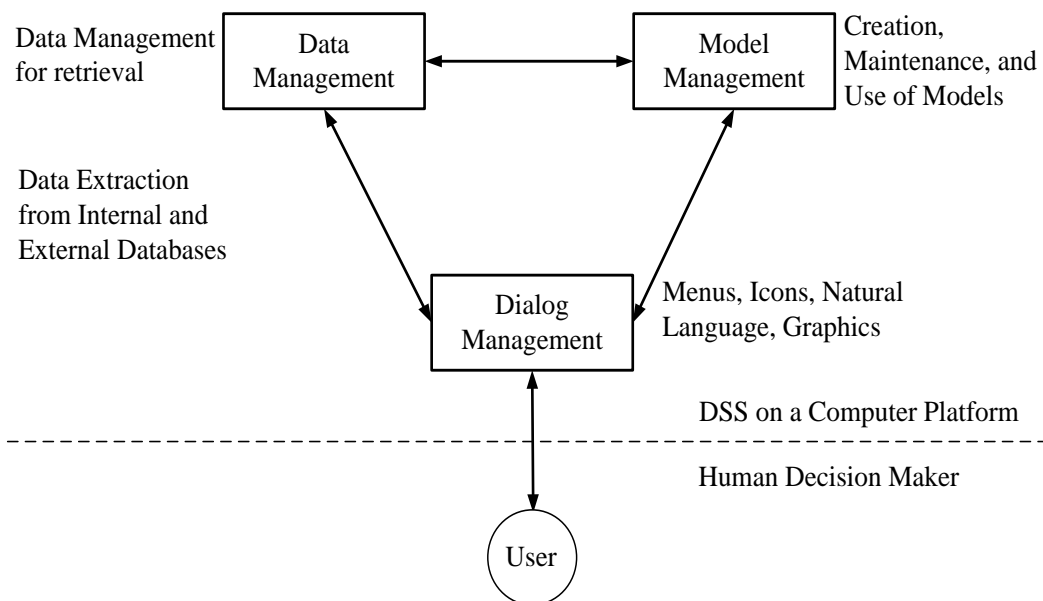 Data Management
for retrieval
Data
Management
Model
Management
Creation,
Maintenance, and
Use of Models
Data Extraction
from Internal and
External Databases
Dialog
Management
Menus, Icons, Natural
Language, Graphics
DSS on a Computer Platform
Human Decision Maker
User